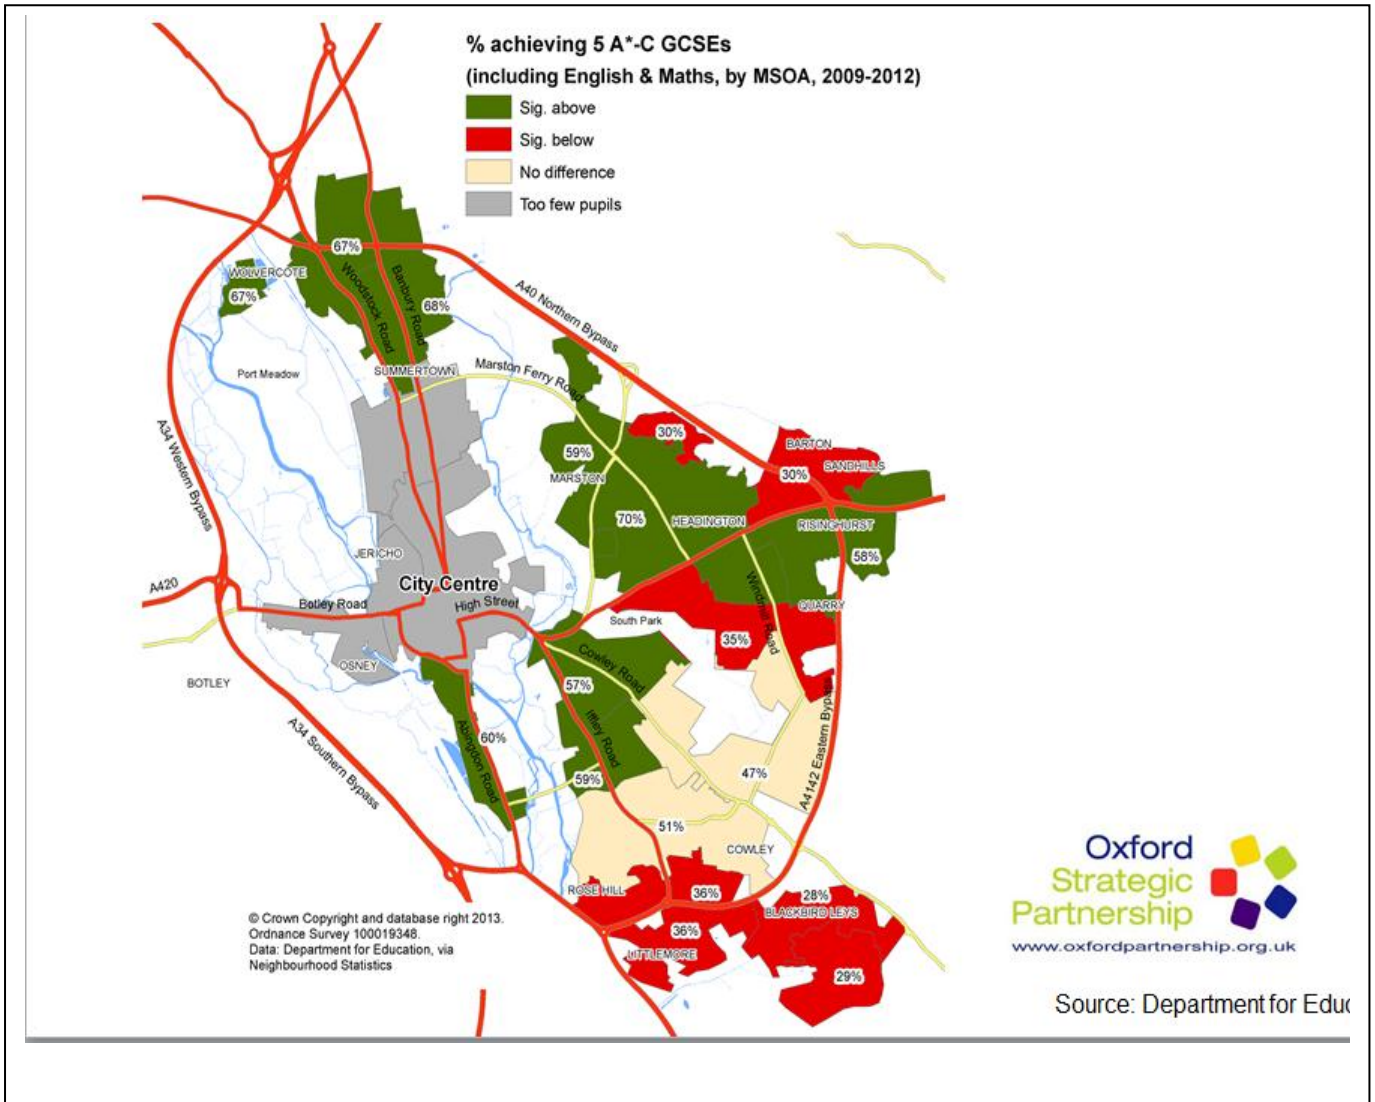 % achieving 5 A*-C GCSEs
(including English & Maths, by MSOA, 2009-2012)
Sig. above
Sig. below
No difference
Too few pupils
67%
WOLVERCOTE
67%
Woodstock Road
Banbury Road
68%
A40 Northern Bypass
Port Meadow
SUMMERTOWN
Marston Ferry Road
A34 Western Bypass
30%
BARTON
59%
SANDHILLS
30%
MARSTON
70%
HEADINGTON
RISINGHURST
JERICHO
58%
City Centre
A420
Botley Road
High Street
Windmill Road
QUARRY
South Park
35%
OSNEY
Cowley Road
BOTLEY
57%
Iffley Road
A4142 Eastern Bypass
A34 Southern Bypass
Abingdon Road
60%
47%
59%
51%
COWLEY
ROSE HILL
36%
28%
BLACKBIRD LEYS
36%
LITTLEMORE
29%
© Crown Copyright and database right 2013.
Ordnance Survey 100019348.
Data: Department for Education, via
Neighbourhood Statistics
Oxford
Strategic
Partnership
www.oxfordpartnership.org.uk
Source: Department for Educ